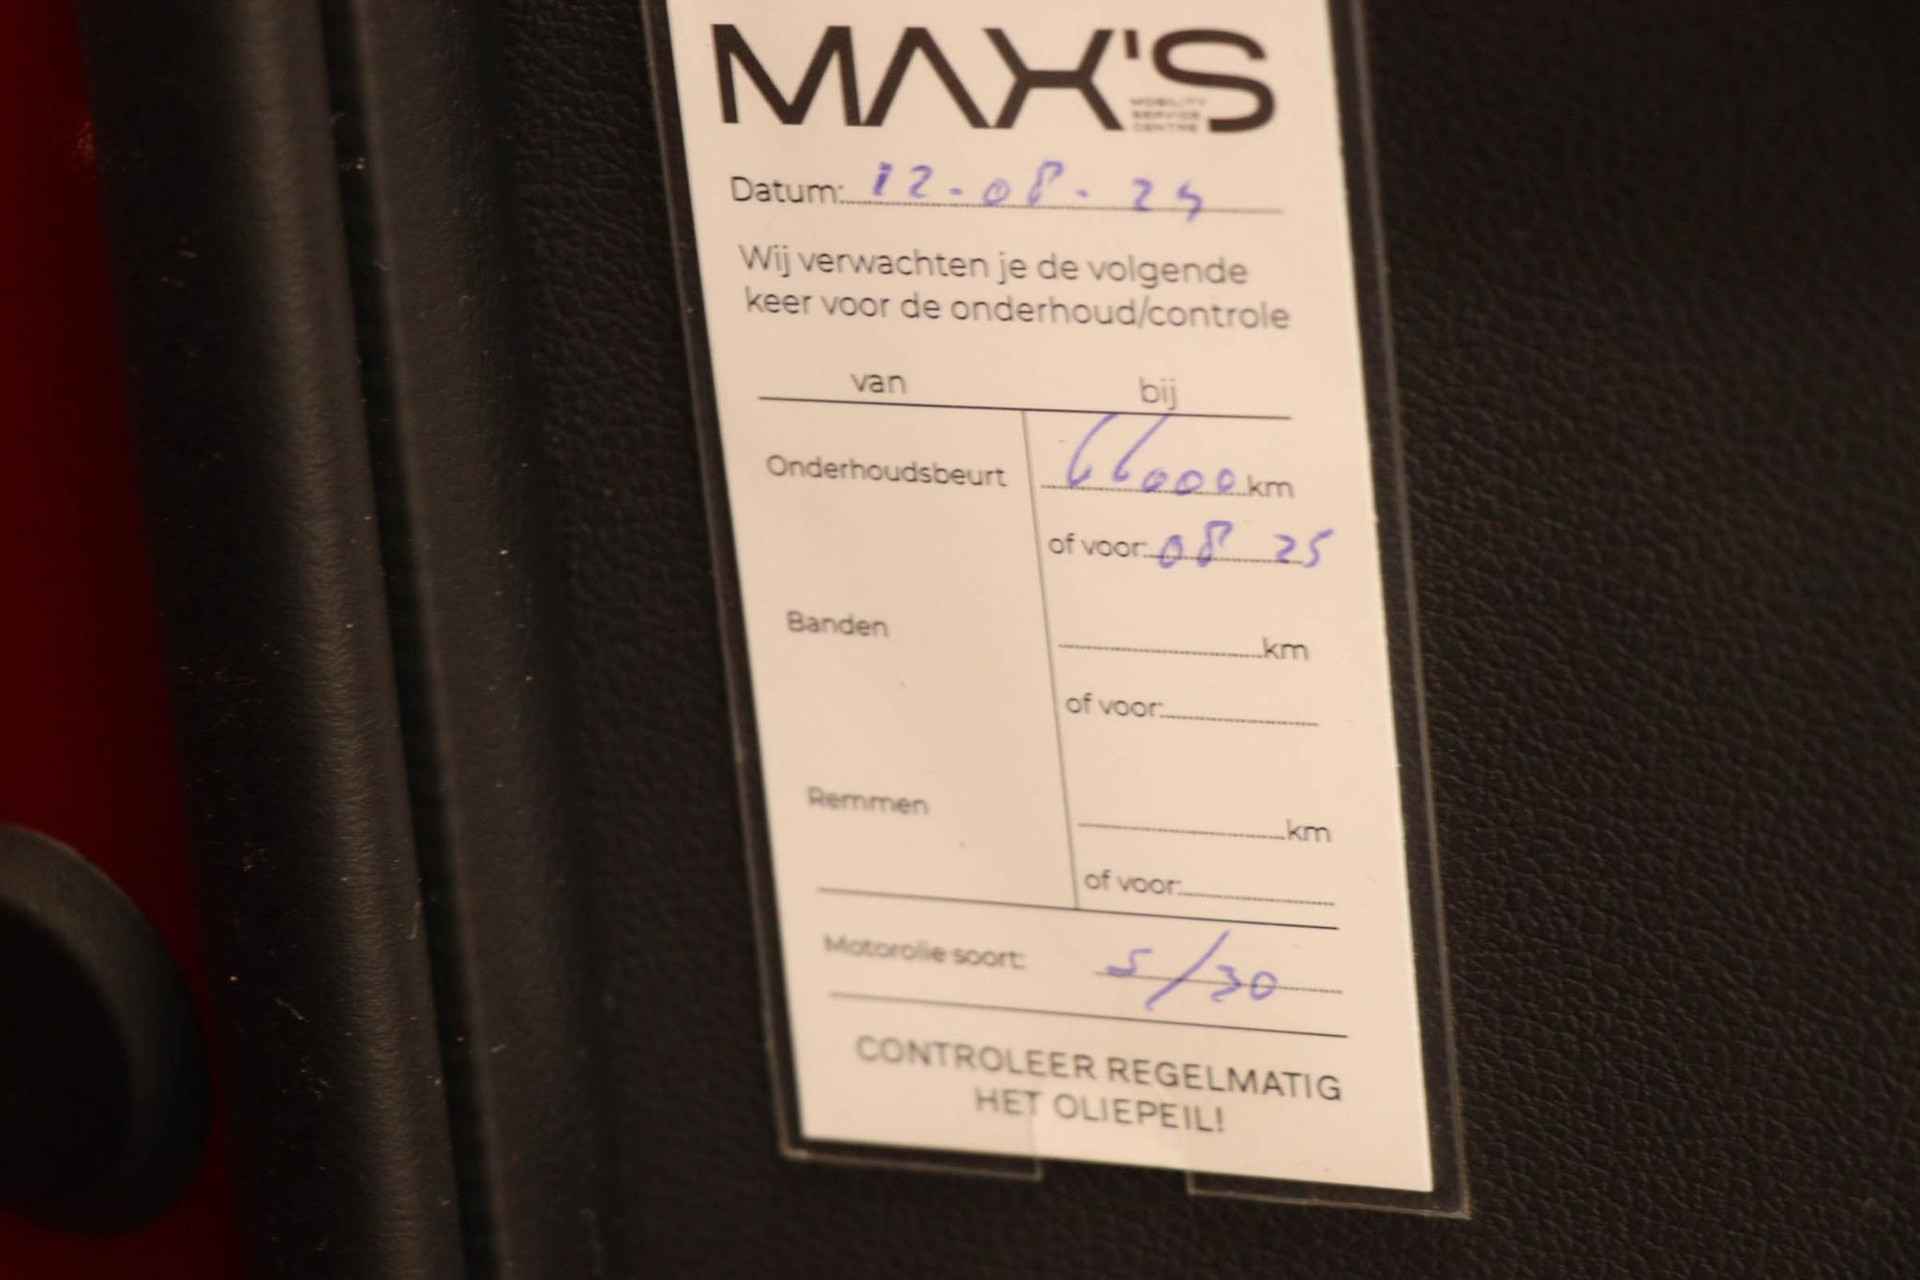 MAX'S
MOBILITY
SERVICE
CENTRE
Datum: 12-08-24
Wij verwachten je de volgende
keer voor de onderhoud/controle
van bij
Onderhoudsbeurt 66000 km
of voor: 08 25
Banden km
of voor:
Remmen km
of voor:
Motorolie soort: 5/30
CONTROLEER REGELMATIG
HET OLIEPEIL!